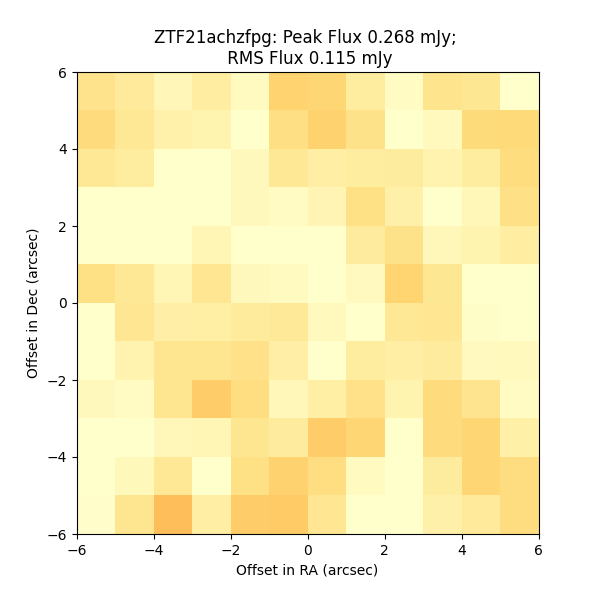 ZTF21achzfpg: Peak Flux 0.268 mJy;
RMS Flux 0.115 mJy
6
4
2
0
−2
−4
−6
Offset in Dec (arcsec)
−6 −4 −2 0 2 4 6
Offset in RA (arcsec)